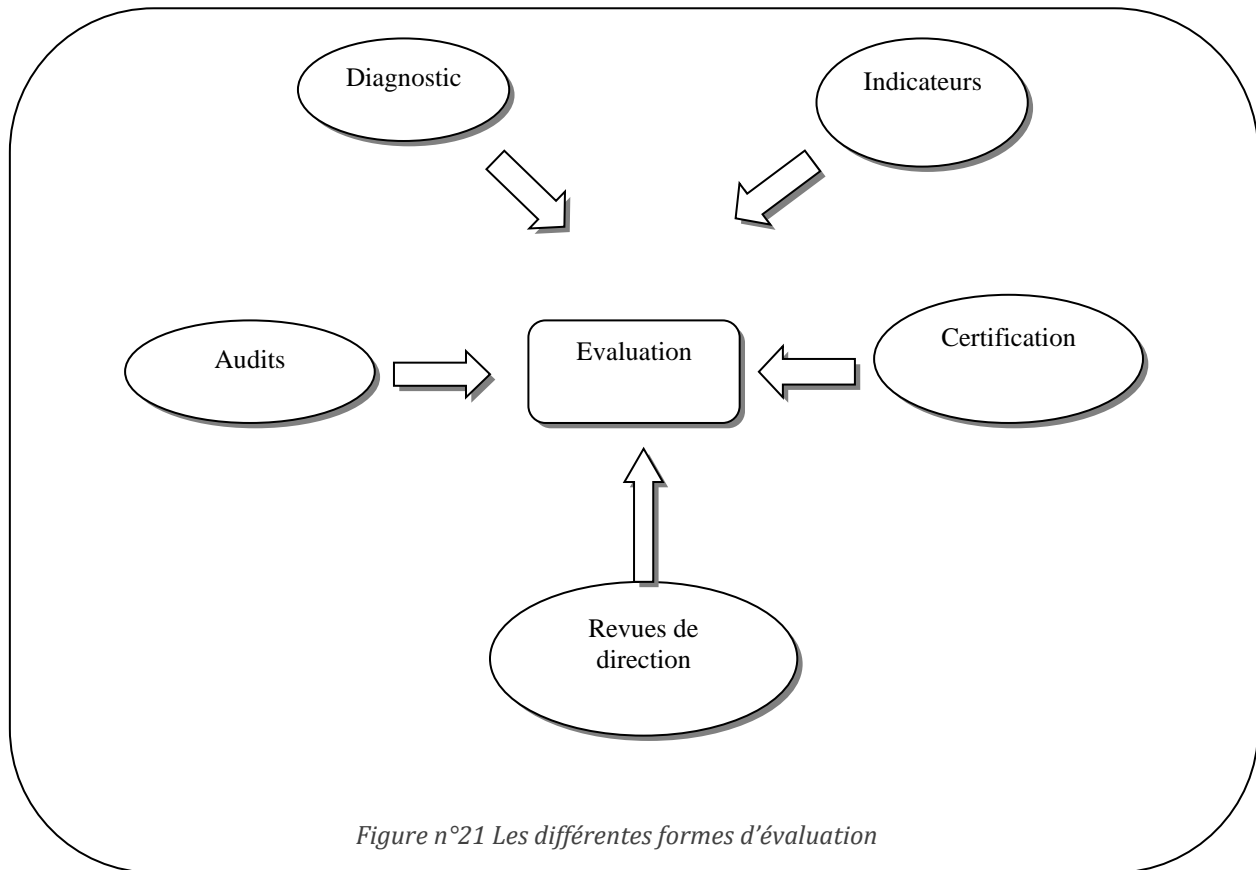 Diagnostic
Indicateurs
Audits
Evaluation
Certification
Revues de
direction
Figure n°21 Les différentes formes d’évaluation